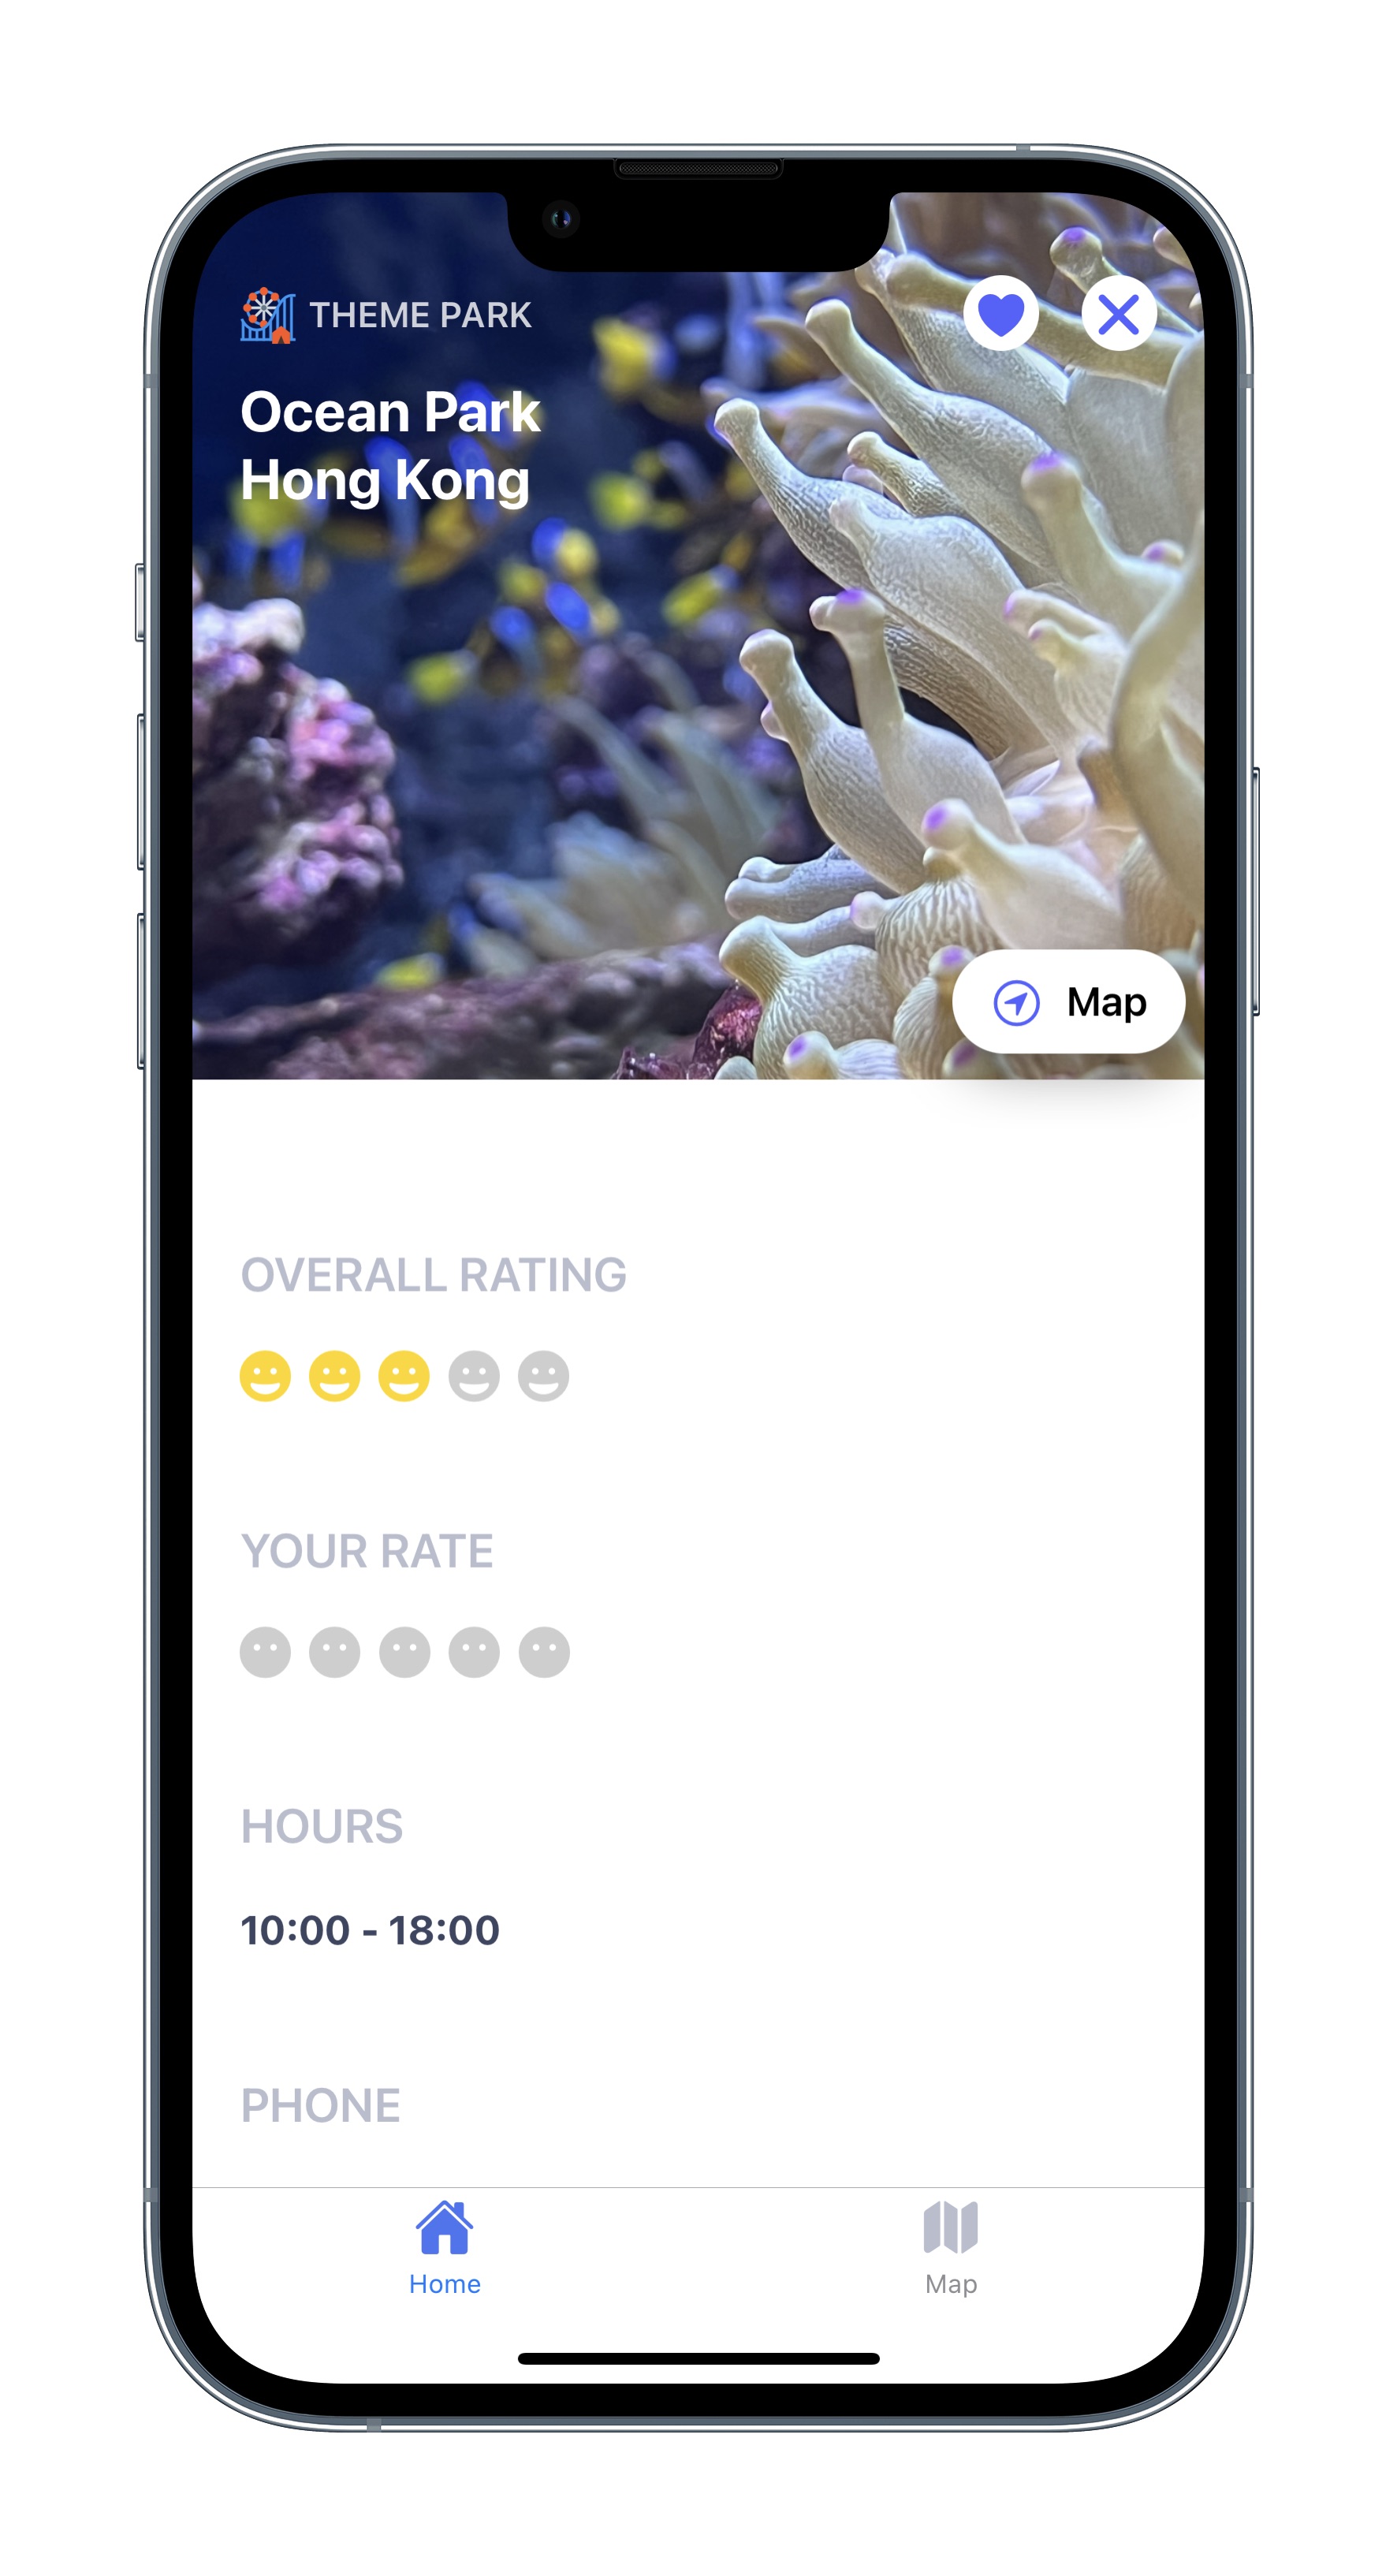 THEME PARK
Ocean Park
Hong Kong
Map
OVERALL RATING
YOUR RATE
HOURS
10:00 - 18:00
PHONE
Home
Map